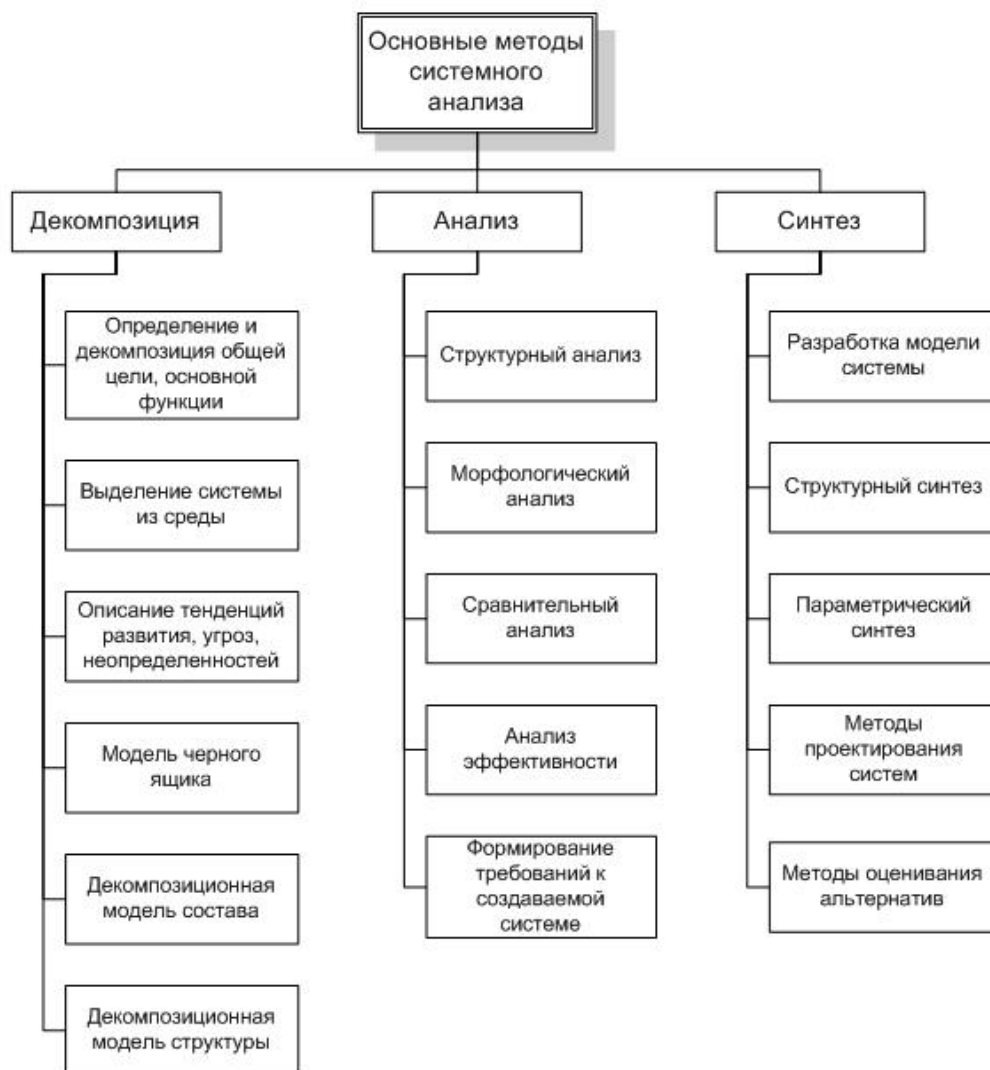 Основные методы
системного
анализа
Декомпозиция
Анализ
Синтез
Определение и
декомпозиция общей
цели, основной
функции
Выделение системы
из среды
Описание тенденций
развития, угроз,
неопределенностей
Модель черного
ящика
Декомпозиционная
модель состава
Декомпозиционная
модель структуры
Структурный анализ
Морфологический
анализ
Сравнительный
анализ
Анализ
эффективности
Формирование
требований к
создаваемой
системе
Разработка модели
системы
Структурный синтез
Параметрический
синтез
Методы
проектирования
систем
Методы оценивания
альтернатив